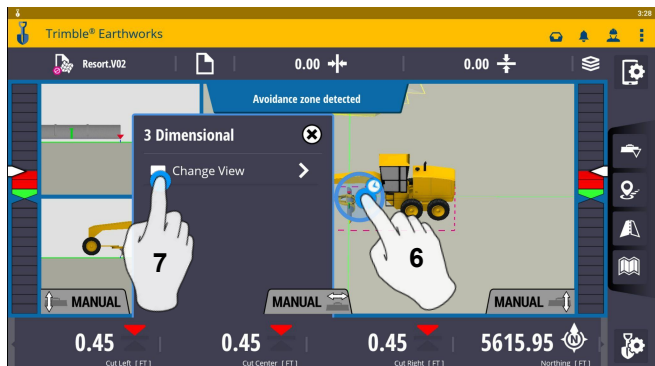 3:28
Trimble® Earthworks
Resort.V02
0.00
0.00
Avoidance zone detected
3 Dimensional
Change View
7
6
MANUAL
MANUAL
MANUAL
0.45
0.45
0.45
5615.95
Cut Left [FT]
Cut Center [FT]
Cut Right [FT]
Northing [FT]